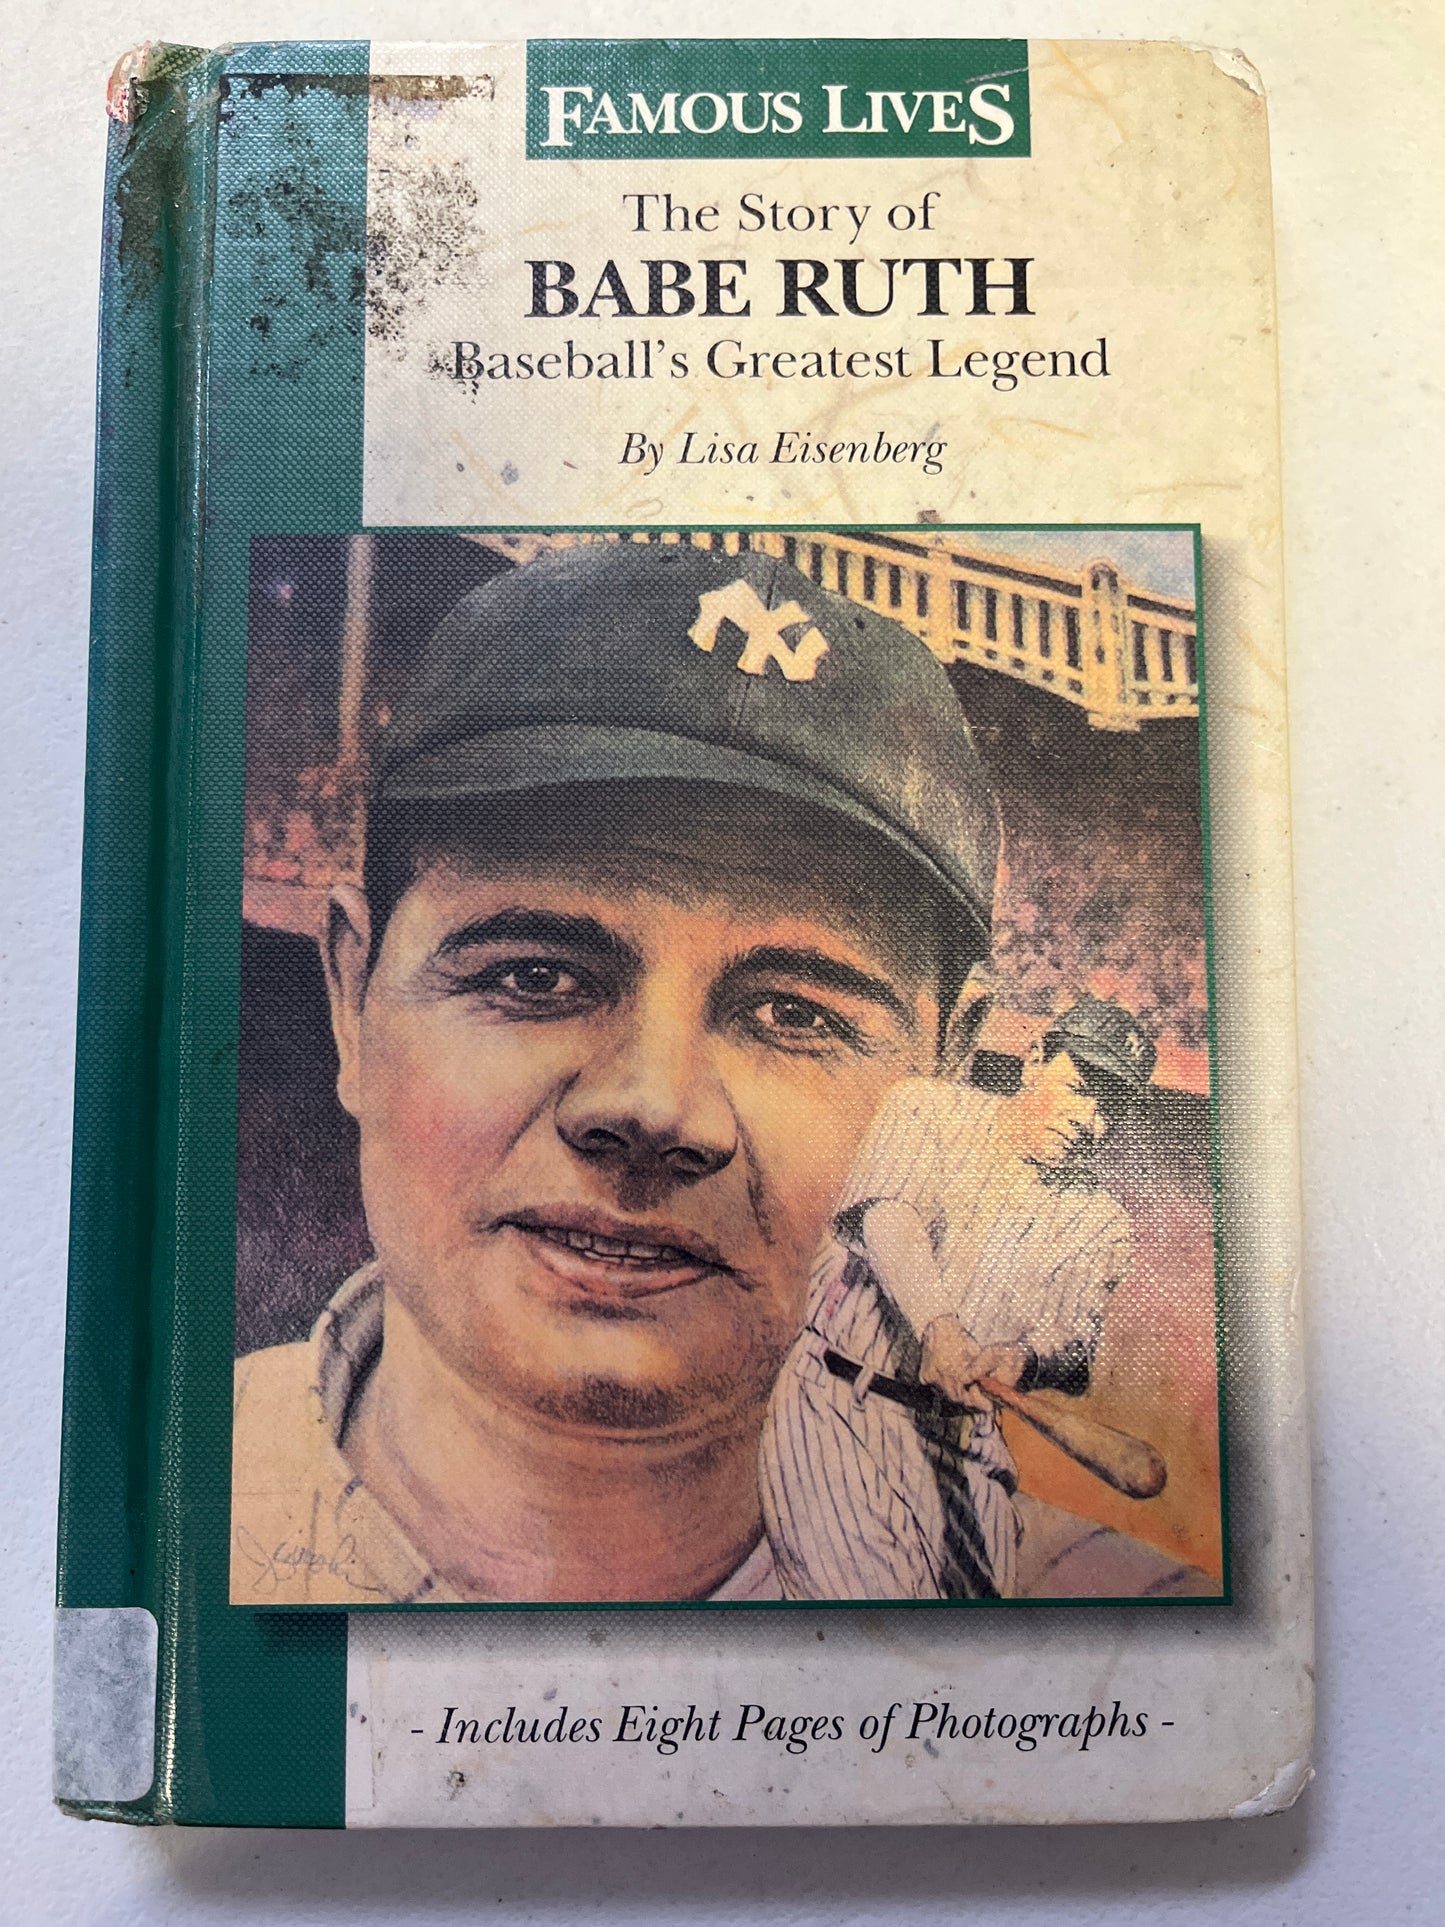 FAMOUS LIVES
The Story of
BABE RUTH
Baseball's Greatest Legend
By Lisa Eisenberg
NY
- Includes Eight Pages of Photographs -